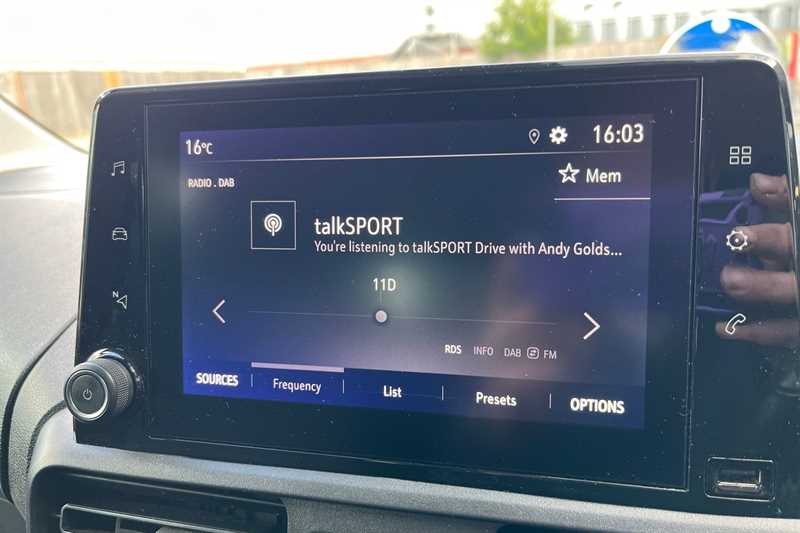 16°C
16:03
RADIO . DAB
Mem
talkSPORT
You're listening to talkSPORT Drive with Andy Golds...
11D
N
RDS INFO DAB FM
SOURCES Frequency List Presets OPTIONS